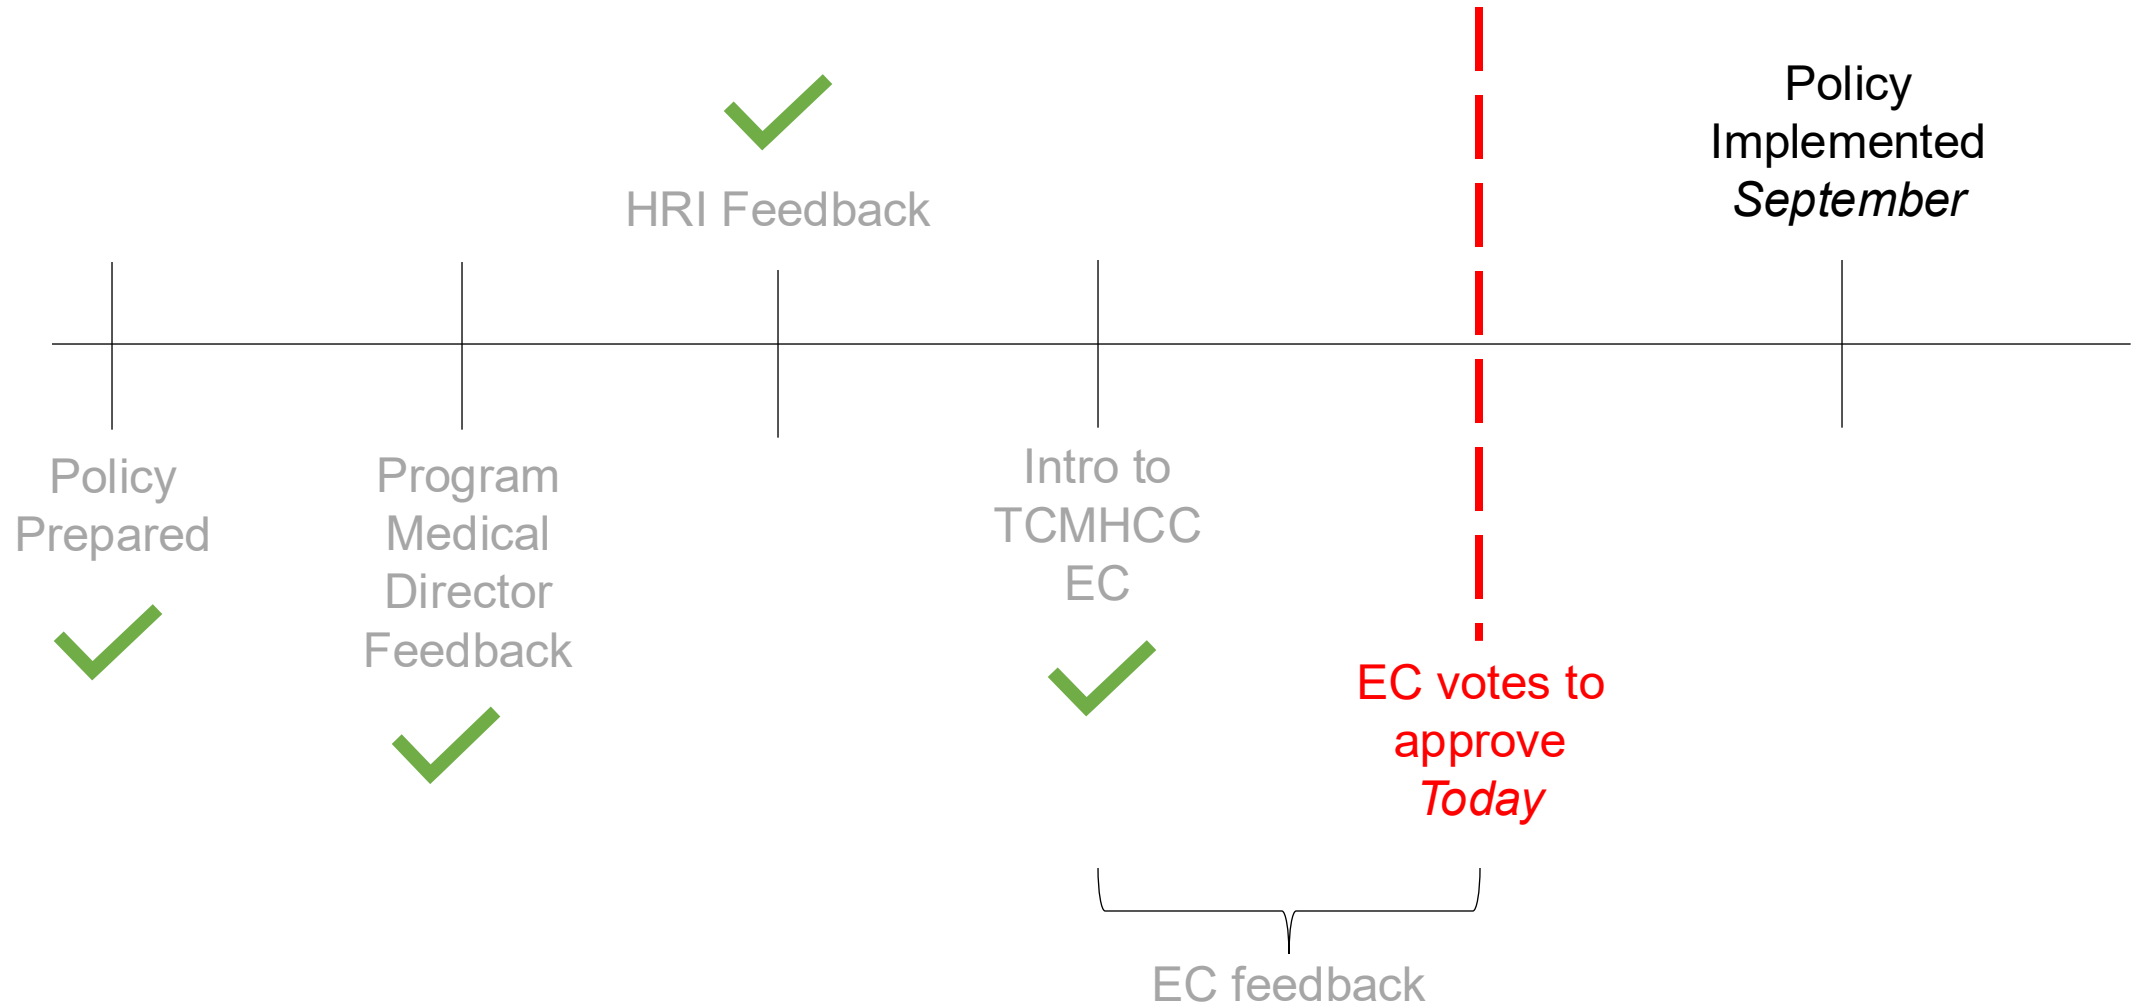 Policy
Implemented
September
HRI Feedback
Policy
Prepared
Program
Medical
Director
Feedback
Intro to
TCMHCC
EC
EC votes to
approve
Today
EC feedback